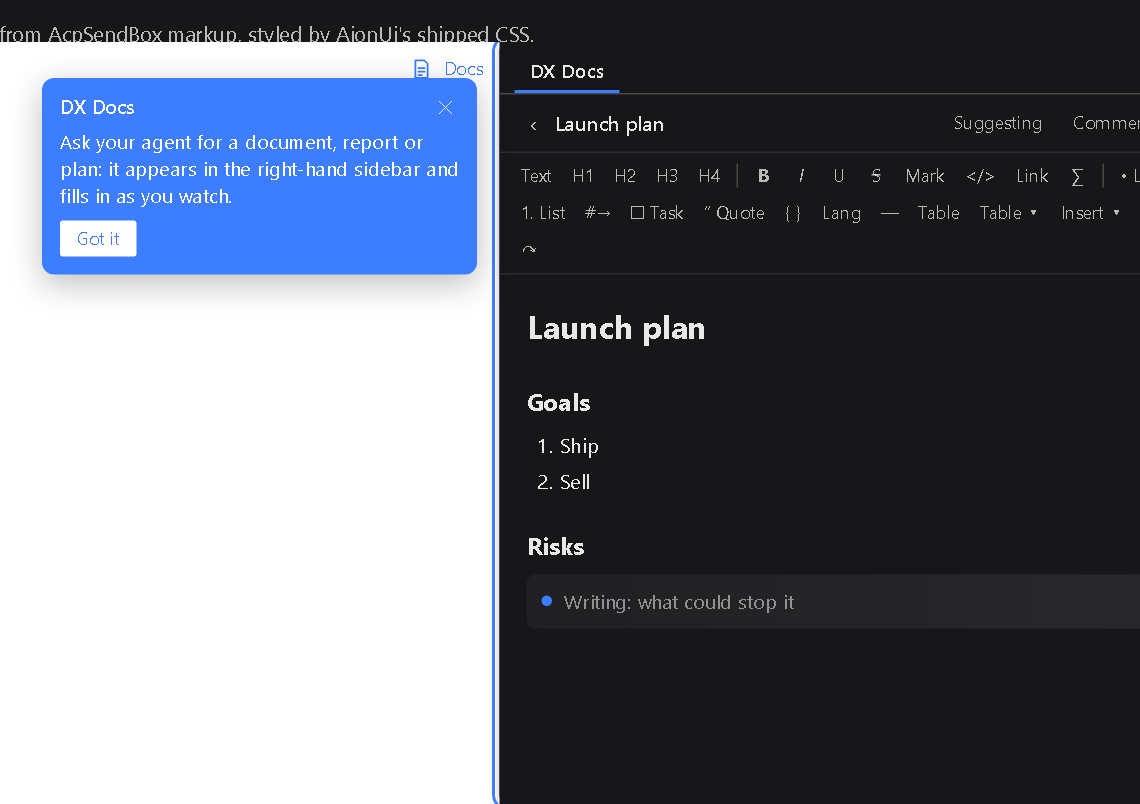 from AcpSendBox markup, styled by AionUi's shipped CSS.
Docs
DX Docs
Ask your agent for a document, report or
plan: it appears in the right-hand sidebar and
fills in as you watch.
Got it
DX Docs
‹ Launch plan Suggesting
Text H1 H2 H3 H4 B I U S Mark </> Link ∑ •
1. List #→ ☐ Task “ Quote { } Lang — Table Table ▾ Insert ▾
↷
Launch plan
Goals
1. Ship
2. Sell
Risks
Writing: what could stop it